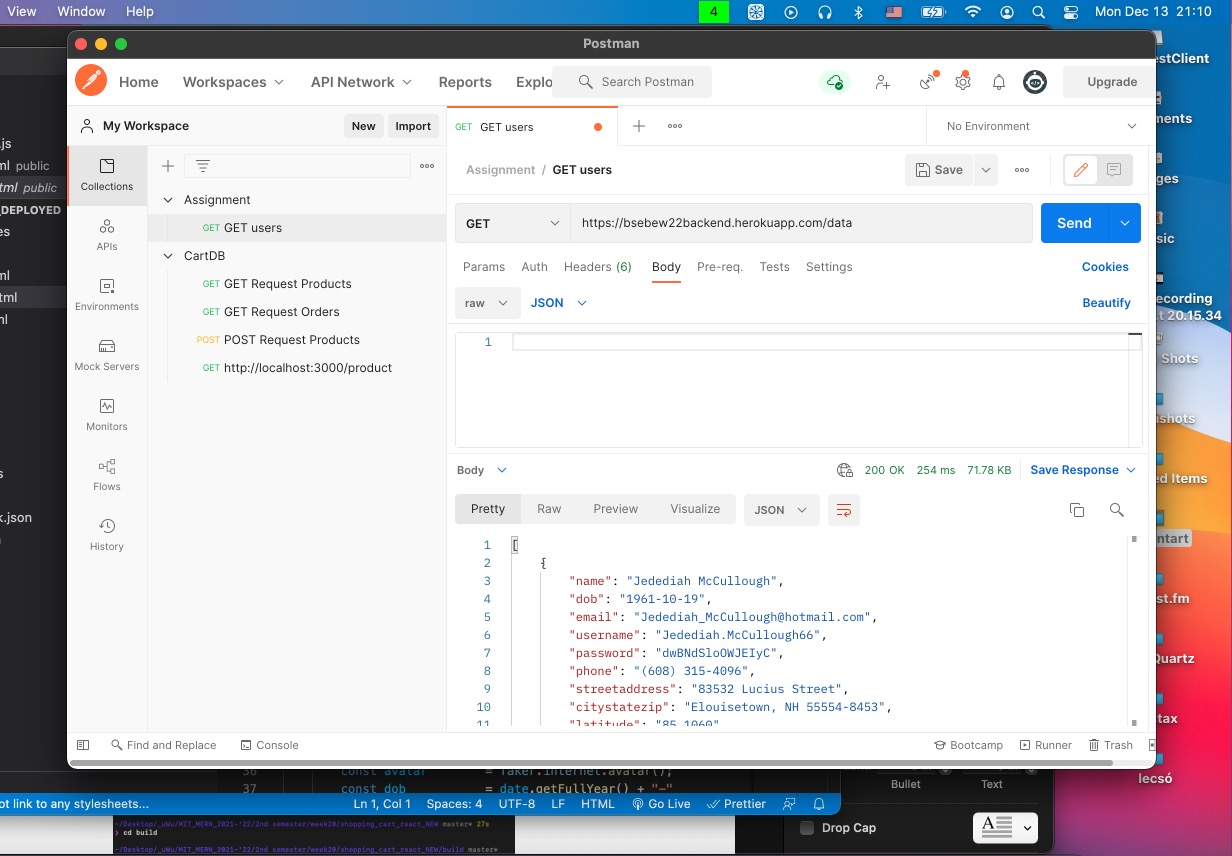 View Window Help 4 Mon Dec 13 21:10
Postman
Home Workspaces API Network Reports Explo Search Postman Upgrade
My Workspace New Import GET GET users No Environment
Collections
APIs
Environments
Mock Servers
Monitors
Flows
History
Assignment
GET GET users
CartDB
GET GET Request Products
GET GET Request Orders
POST POST Request Products
GET http://localhost:3000/product
Assignment / GET users Save
GET https://bsebew22backend.herokuapp.com/data Send
Params Auth Headers (6) Body Pre-req. Tests Settings Cookies
raw JSON Beautify
1
Body 200 OK 254 ms 71.78 KB Save Response
Pretty Raw Preview Visualize JSON
1 [
2 {
3 "name": "Jedediah McCullough",
4 "dob": "1961-10-19",
5 "email": "Jedediah_McCullough@hotmail.com",
6 "username": "Jedediah.McCullough66",
7 "password": "dwBNdSloOWJEIyC",
8 "phone": "(608) 315-4096",
9 "streetaddress": "83532 Lucius Street",
10 "citystatezip": "Elouisetown, NH 55554-8453",
11 "latitude": "85.1060"
Find and Replace Console Bootcamp Runner Trash
.js
ml public
tml public
_DEPLOYED
es
ml
tml
ml
s
k.json
estClient
ments
ges
sic
ecording
t 20.15.34
Shots
shots
ed Items
ntart
st.fm
Quartz
tax
lecsó
36 const avatar = faker.internet.avatar();
37 const dob = date.getFullYear() + "-"
ot link to any stylesheets... Ln 1, Col 1 Spaces: 4 UTF-8 LF HTML Go Live Prettier
Bullet Text
Drop Cap
~/Desktop/_uWu/MIT_MERN_2021-'22/2nd semester/week20/shopping_cart_react_NEW master* 27s
❯ cd build
~/Desktop/_uWu/MIT_MERN_2021-'22/2nd semester/week20/shopping_cart_react_NEW/build master*